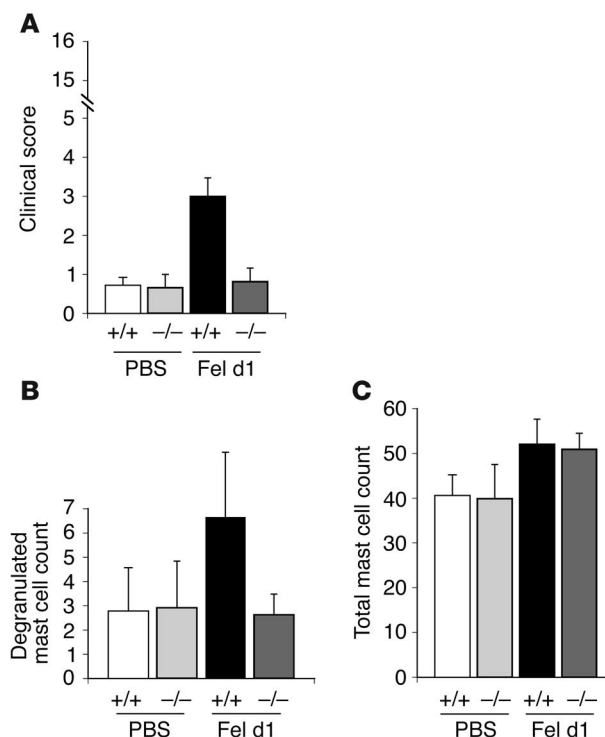 A
Clinical score
16
15
5
4
3
2
1
0
+/+ –/– +/+ –/–
PBS Fel d1
B
Degranulated
mast cell count
7
6
5
4
3
2
1
0
+/+ –/– +/+ –/–
PBS Fel d1
C
Total mast cell count
60
50
40
30
20
10
0
+/+ –/– +/+ –/–
PBS Fel d1